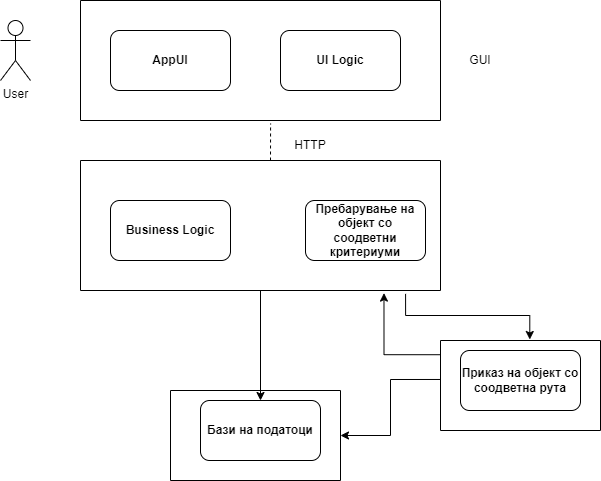 AppUI
UI Logic
GUI
User
HTTP
Business Logic
Пребарување на
објект со
соодветни
критериуми
Приказ на објект со
соодветна рута
Бази на податоци